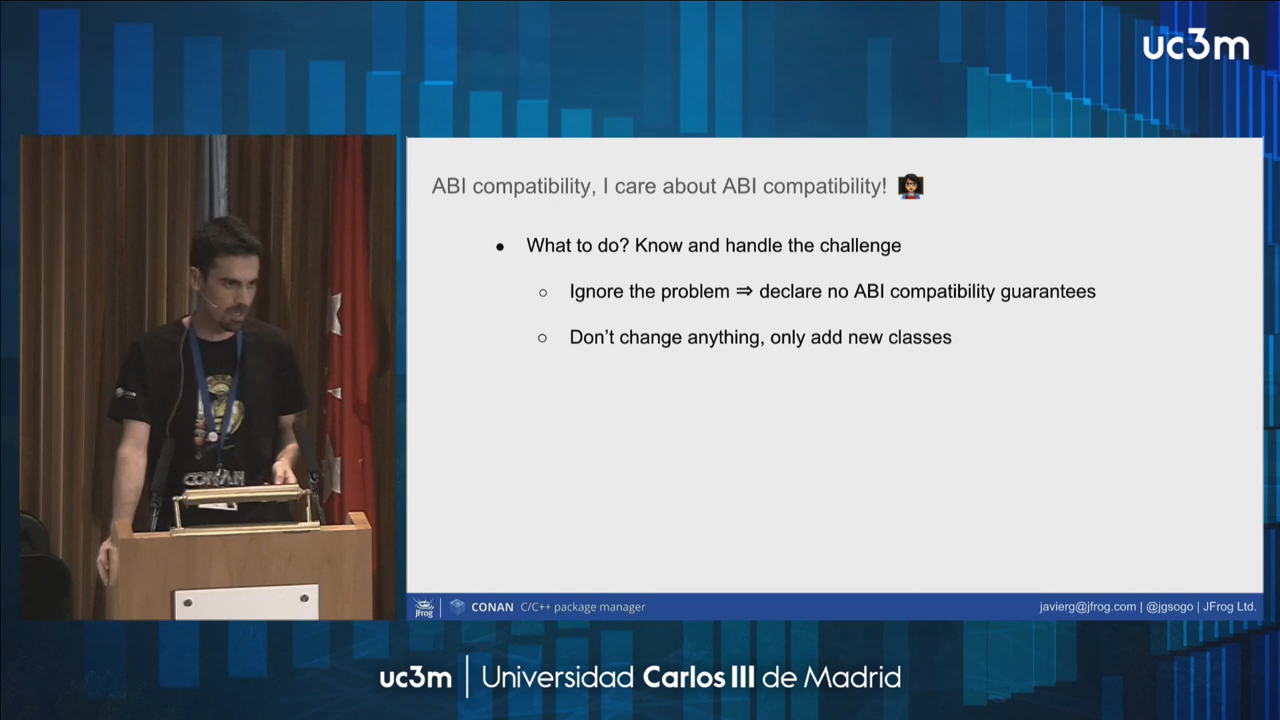 uc3m
ABI compatibility, I care about ABI compatibility!
What to do? Know and handle the challenge
Ignore the problem ⇒ declare no ABI compatibility guarantees
Don't change anything, only add new classes
CONAN
JFrog
CONAN C/C++ package manager
javierg@jfrog.com | @jgsogo | JFrog Ltd.
uc3m | Universidad Carlos III de Madrid